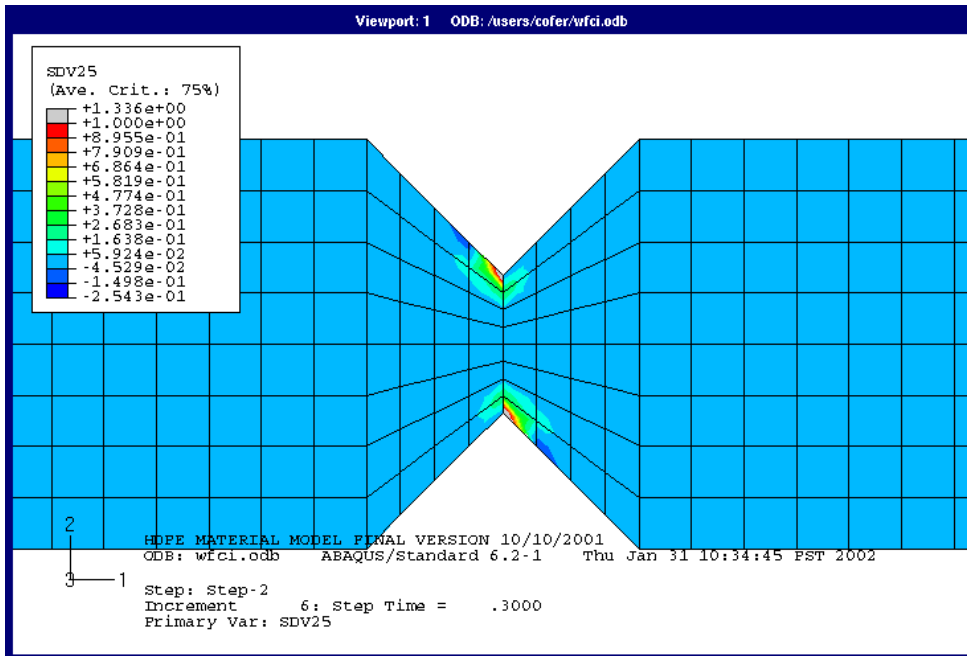 Viewport: 1 ODB: /users/cofer/wfci.odb
SDV25
(Ave. Crit.: 75%)
+1.336e+00
+1.000e+00
+8.955e-01
+7.909e-01
+6.864e-01
+5.819e-01
+4.774e-01
+3.728e-01
+2.683e-01
+1.638e-01
+5.924e-02
-4.529e-02
-1.498e-01
-2.543e-01
2
3
1
HDPE MATERIAL MODEL FINAL VERSION 10/10/2001
ODB: wfci.odb ABAQUS/Standard 6.2-1 Thu Jan 31 10:34:45 PST 2002
Step: Step-2
Increment 6: Step Time = .3000
Primary Var: SDV25